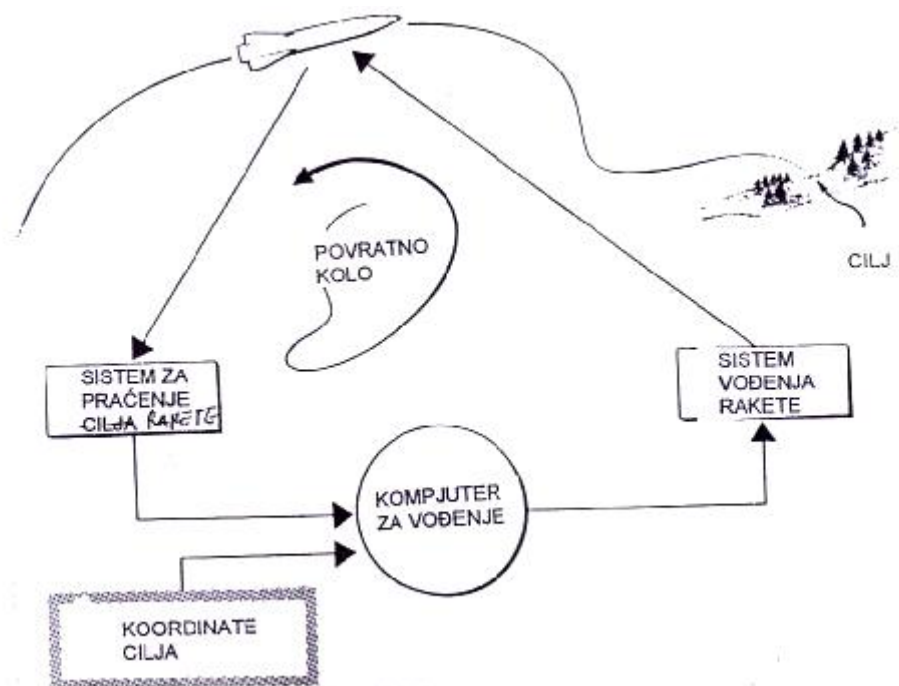 POVRATNO
KOLO
CILJ
SISTEM ZA
PRAĆENJE
CILJA RAKETE
SISTEM
VOĐENJA
RAKETE
KOMPJUTER
ZA VOĐENJE
KOORDINATE
CILJA